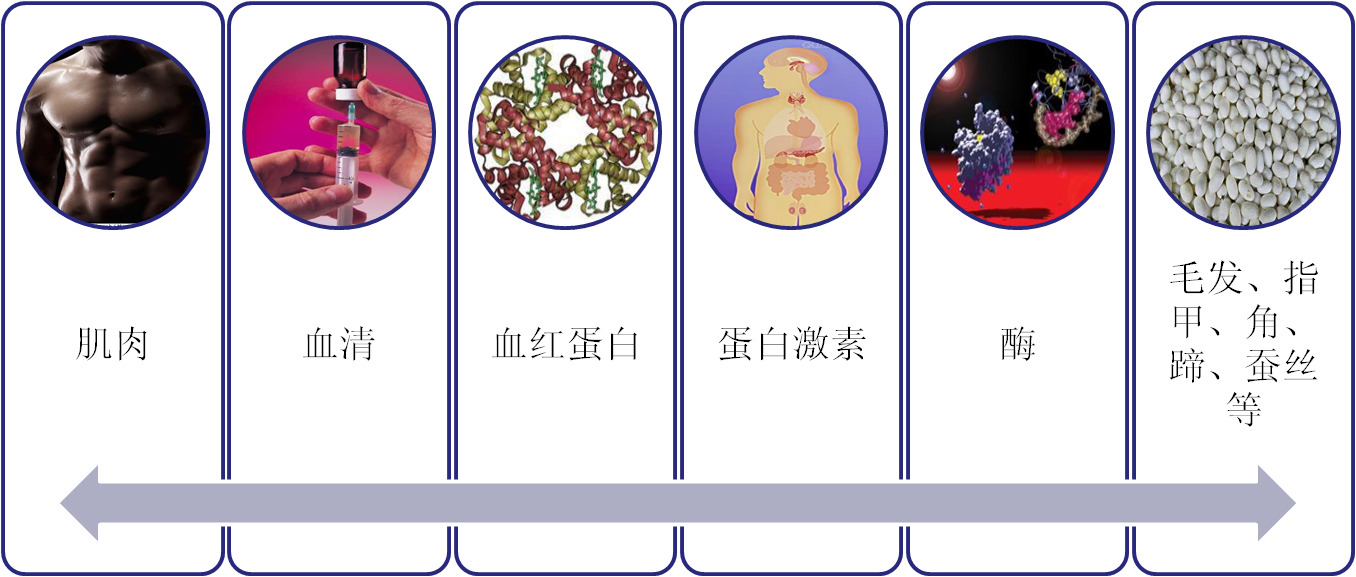 肌肉
血清
血红蛋白
蛋白激素
酶
毛发、指
甲、角、
蹄、蚕丝
等